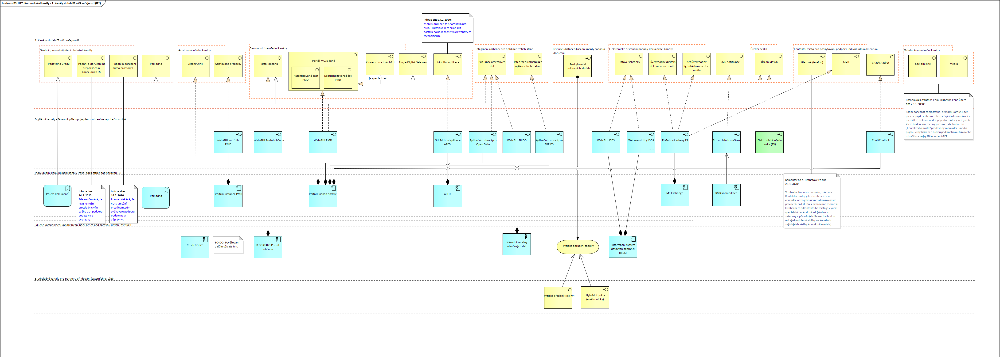 business BSLU2T: Komunikační kanály - 1. Kanály služeb FS vůči veřejnosti (IT2)
Info ze dne 14.2.2020:
Mobilní aplikace se neočekává pro
nDIS - Portálové řešení má být
postaveno na responzivních webový
technologiích.
1. Kanály služeb FS vůči veřejnosti
Osobní (prezenční) úření obslužné kanály
Asistované úřední kanály
Samoobslužné úřední kanály
Integrační rozhraní pro aplikace třetích stran
Listinné (distanční) úřední kanály podání a
doručení
Elektronické distanční podací/ doručovací kanály
Úřední deska
Kontaktní místo pro poskytování podpory individuálním klientům
Ostatní komunikační kanály
Podatelna úřadu
Podání a doručení na
přepážkách a
kancelářích FS
Podání a doručení
mimo prostory FS
Pokladna
CzechPOINT
Asistované přepážky
FS
Portál občana
Portál MOJE daně
Autentizovaná část
PMD
Neautentizovaná část
PMD
Kiosek v prostorách FÚ
je specializací
Single Digital Gateway
Mobilní aplikace
Publikace otevřených
dat
Integrační rozhraní pro
aplikace třetích stran
Poskytovatel
poštovních služeb
Datové schránky
Důvěryhodný digitální
dokument v e-mailu
Nedůvěryhodný
digitální dokument v e-
mailu
SMS notifikace
Úřední deska
Hlasová (telefon)
Mail
Chat/Chatbot
Sociální sítě
Média
Poznámka k ostatním komunikačním kanálům ze
dne 22.1.2020:
Zatím ponechat samostatně, primární komunikace
přes ně půjde z útvaru zabezpečujícího komunikaci s
médii (t. č. tiskové odd.); případné dotazy veřejnosti,
které budou směřovány přes soc. sítě budou do
„Kontaktního místa" předávány manuálně; média
půjdou vždy bokem a budou pod kontrolou tiskového
mluvčího a nejvyššího vedení GFŘ.
Digitální kanály - Zákazník přistupuje přes rozhraní na aplikační vrstvě
Web GUI vnitřního
PMD
Web GUI Portál občana
Web GUI PMD
GUI Mobilní aplikace
APED
Aplikační rozhraní pro
Open Data
Web GUI NKOD
Aplikační rozhraní pro
ERP DS
Web GUI ISDS
Webové služby ISDS
E-Mailové adresy FS
GUI mobilního zařízení
Elektronická úřední
deska (TV)
Chat/Chatbot
Individuální komunikační kanály (resp. back office pod správou FS)
Příjem dokumentů
Info ze dne:
14.2.2020
Zde se očekává, že
nDIS umožní
prostřednictvím
svého GUI podporu
podatelny a
výpravny.
Info ze dne:
14.2.2020
Zde se očekává, že
nDIS umožní
prostřednictvím
svého GUI podporu
podatelny a
výpravny.
Pokladna
Vnitřní instance PMD
Portál Finanční správy
APED
MS Exchange
SMS komunikace
Komentář od p. Hrabětové ze dne
22.1.2020:
V tuto chvíli není rozhodnuto, zda bude
Kontaktní místo, jakožto útvar řešeno
centrálně nebo jako útvar s dislokovanými
pracovišti na FÚ. Další zvažovaná možností
k zabezpečení Kontaktního místa je využití
specialistů daně virtuálně (zůstanou
zařazeny v příslušných útvarech a budou
mít zjednodušené služby na kanálech
zajišťujících služby kontaktního místa).
Sdílené komunikační kanály (resp. back office pod správou jiných institucí)
Czech POINT
TO-DO: Pověřování
dalším uživatelům.
B.PORTALO.Portál
občana
Národní katalog
otevřených dat
Fyzické doručení zásilky
Informační systém
datových schránek
(ISDS)
3. Obslužné kanály pro partnery při dodání (externích) služeb
Fyzické předání (listiny)
Hybridní pošta
(elektronicky)